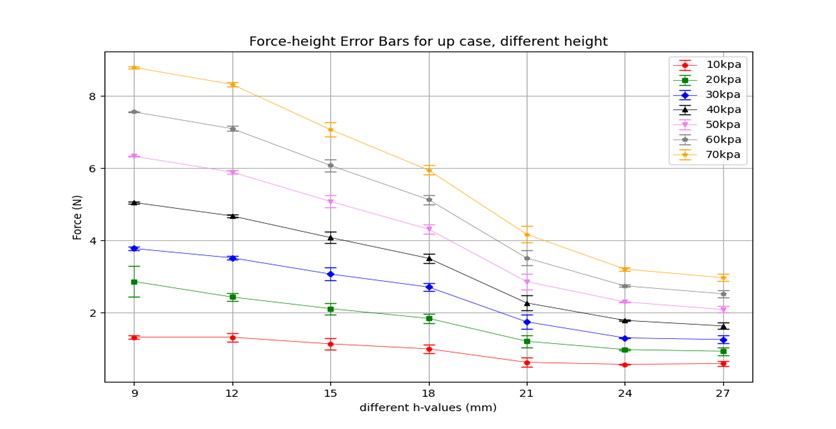 Force-height Error Bars for up case, different height
10kpa
20kpa
30kpa
40kpa
50kpa
60kpa
70kpa
8
6
4
2
Force (N)
9 12 15 18 21 24 27
different h-values (mm)